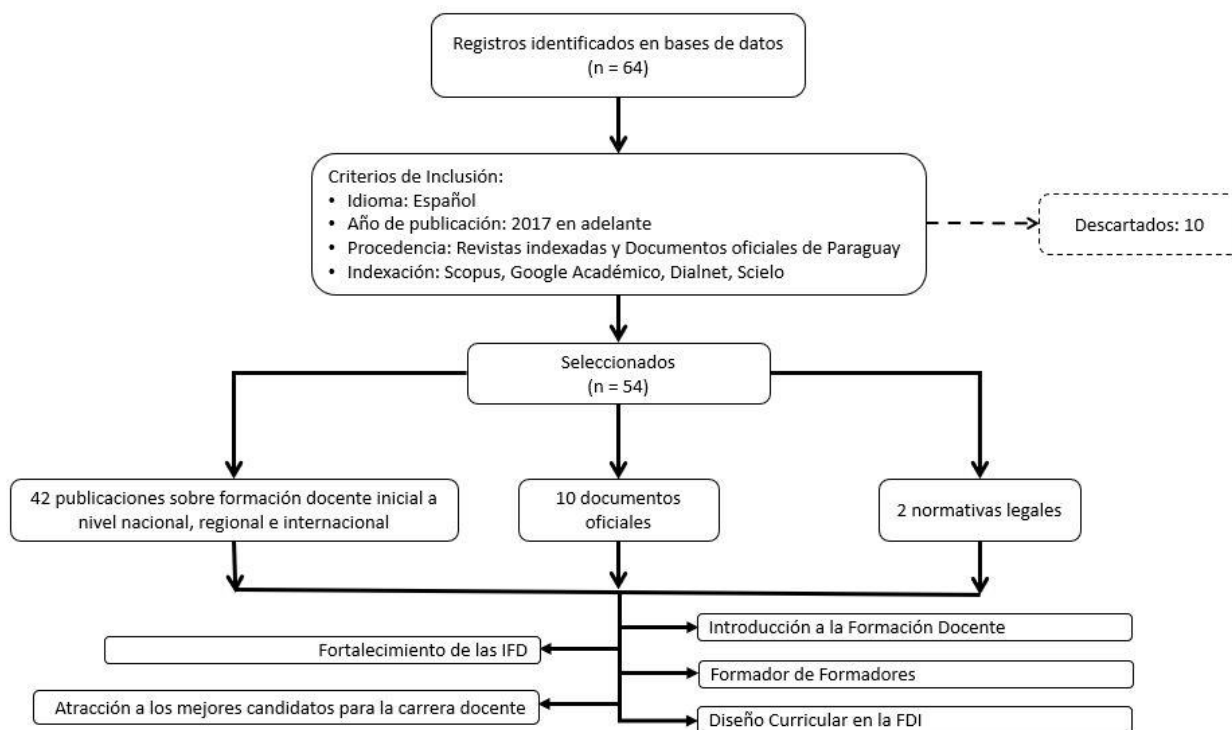 Registros identificados en bases de datos
(n = 64)
Criterios de Inclusión:
• Idioma: Español
• Año de publicación: 2017 en adelante
• Procedencia: Revistas indexadas y Documentos oficiales de Paraguay
• Indexación: Scopus, Google Académico, Dialnet, Scielo
Descartados: 10
Seleccionados
(n = 54)
42 publicaciones sobre formación docente inicial a
nivel nacional, regional e internacional
10 documentos
oficiales
2 normativas legales
Introducción a la Formación Docente
Fortalecimiento de las IFD
Formador de Formadores
Atracción a los mejores candidatos para la carrera docente
Diseño Curricular en la FDI